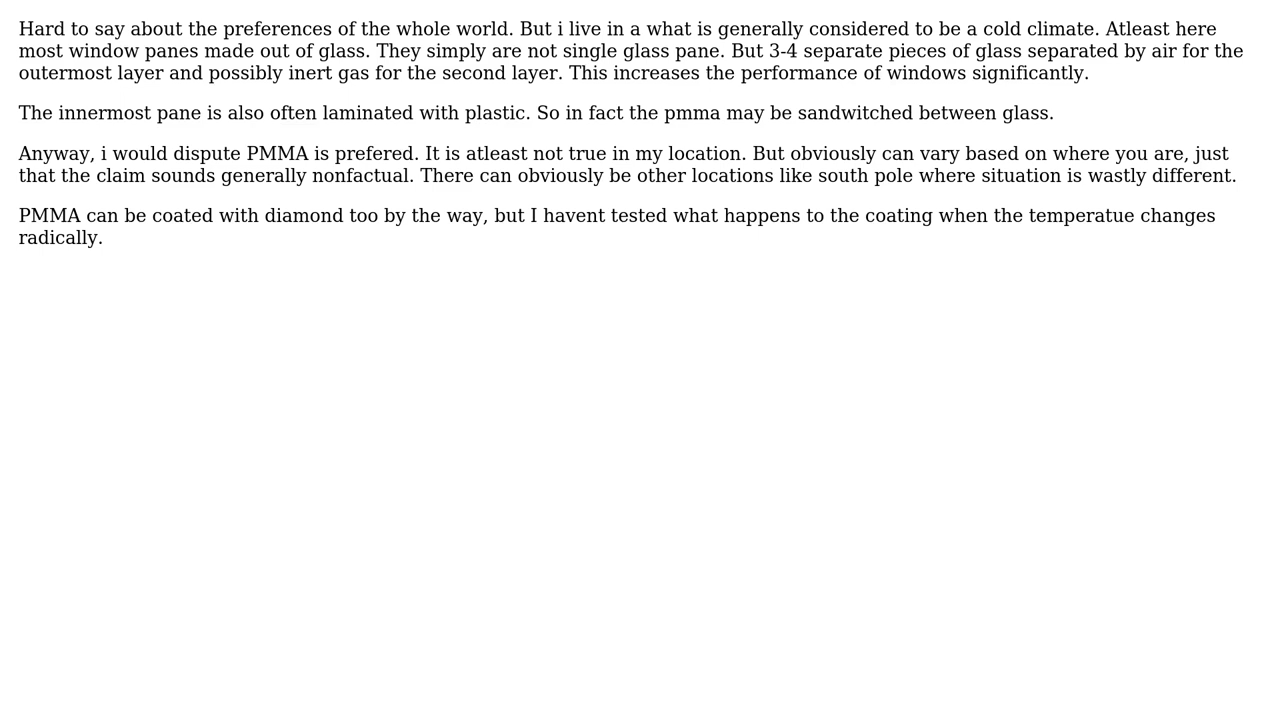 Hard to say about the preferences of the whole world. But i live in a what is generally considered to be a cold climate. Atleast here
most window panes made out of glass. They simply are not single glass pane. But 3-4 separate pieces of glass separated by air for the
outermost layer and possibly inert gas for the second layer. This increases the performance of windows significantly.
The innermost pane is also often laminated with plastic. So in fact the pmma may be sandwitched between glass.
Anyway, i would dispute PMMA is prefered. It is atleast not true in my location. But obviously can vary based on where you are, just
that the claim sounds generally nonfactual. There can obviously be other locations like south pole where situation is wastly different.
PMMA can be coated with diamond too by the way, but I havent tested what happens to the coating when the temperatue changes
radically.